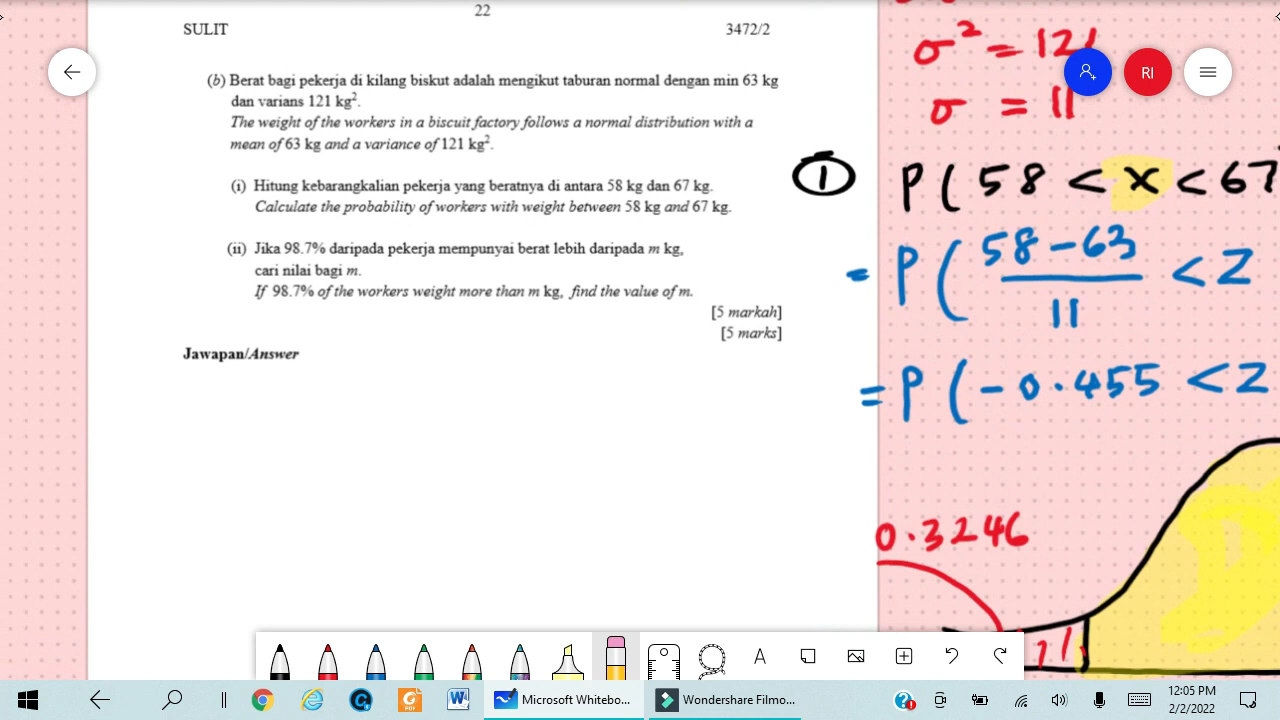 22
SULIT
3472/2
(b) Berat bagi pekerja di kilang biskut adalah mengikut taburan normal dengan min 63 kg
dan varians 121 kg².
The weight of the workers in a biscuit factory follows a normal distribution with a
mean of 63 kg and a variance of 121 kg².
(i) Hitung kebarangkalian pekerja yang beratnya di antara 58 kg dan 67 kg.
Calculate the probability of workers with weight between 58 kg and 67 kg.
(ii) Jika 98.7% daripada pekerja mempunyai berat lebih daripada m kg,
cari nilai bagi m.
If 98.7% of the workers weight more than m kg, find the value of m.
[5 markah]
[5 marks]
Jawapan/Answer
σ² = 121
σ = 11
RI
1
P( 58 < x < 67
= P( 58 - 63 / 11 < Z
= P( -0.455 < Z
0.3246
A
Microsoft Whitebo...
Wondershare Filmo...
12:05 PM
2/2/2022